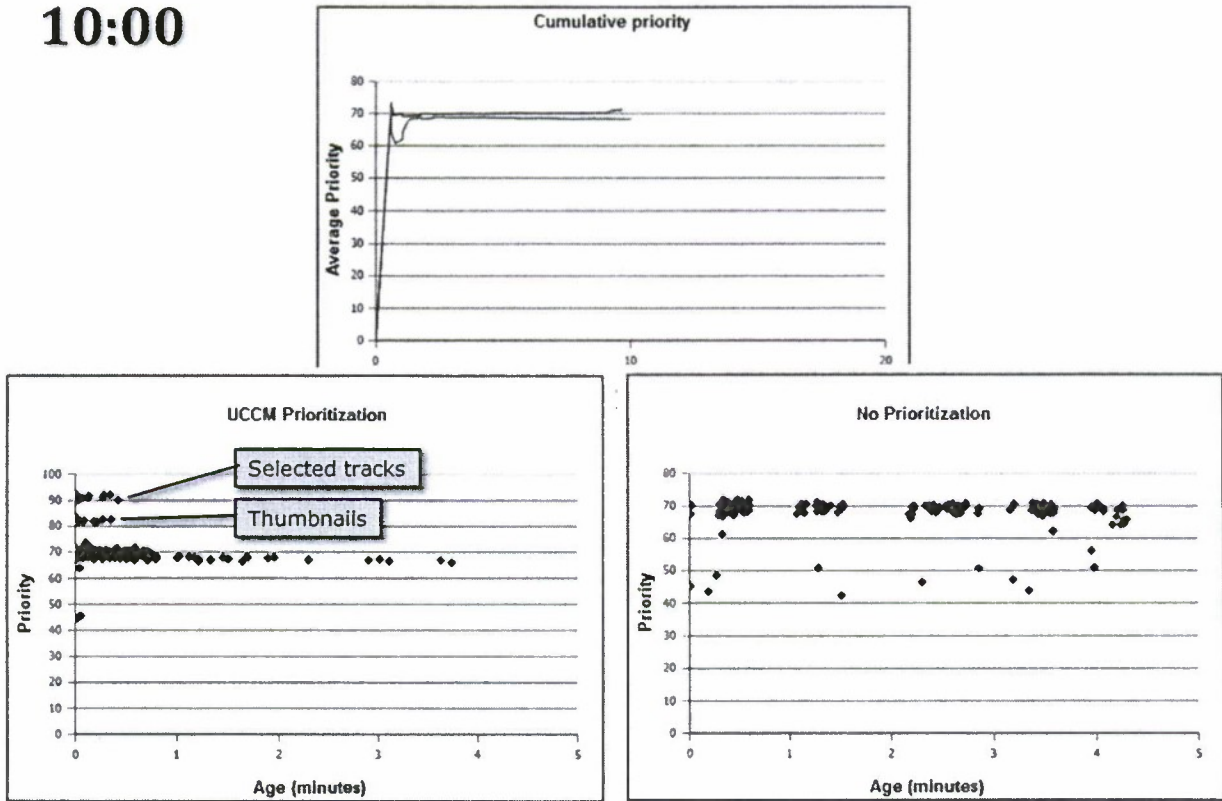 10:00
Cumulative priority
80
70
60
50
40
30
20
10
0
Average Priority
0 10 20
UCCM Prioritization
Selected tracks
Thumbnails
100
90
80
70
60
50
40
30
20
10
0
Priority
0 1 2 3 4 5
Age (minutes)
No Prioritization
80
70
60
50
40
30
20
10
0
Priority
0 1 2 3 4 5
Age (minutes)